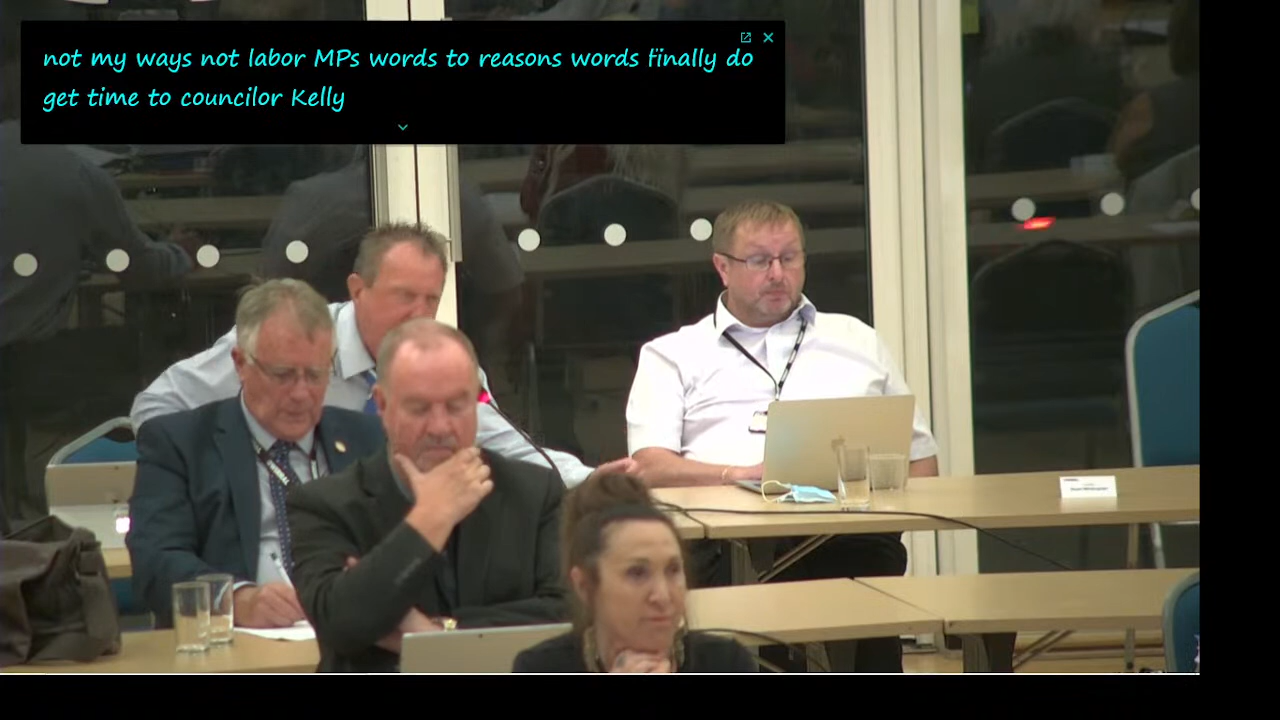 not my ways not labor MPs words to reasons words finally do
get time to councilor Kelly